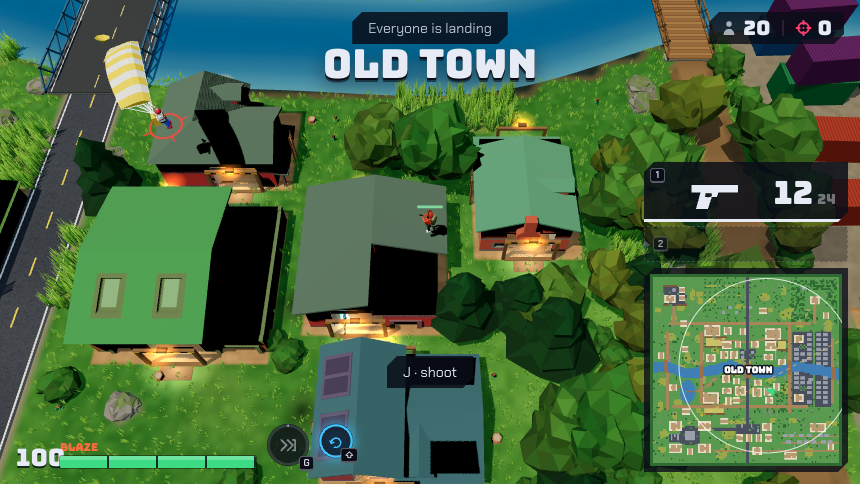 Everyone is landing
OLD TOWN
20
0
1
12 24
2
OLD TOWN
J · shoot
100
BLAZE
G